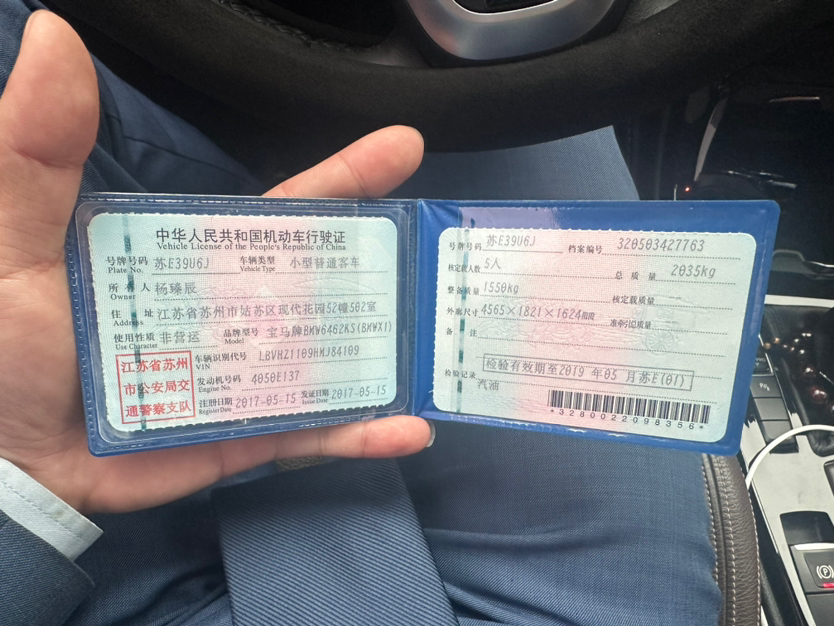 中华人民共和国机动车行驶证
Vehicle License of the People's Republic of China
号牌号码 苏E39U6J 车辆类型 小型普通客车
Plate No. Vehicle Type
所有人 杨臻辰
Owner
住址 江苏省苏州市姑苏区现代花园52幢502室
Address
使用性质 非营运 品牌型号 宝马牌BMW6462KS(BMWX1)
Use Character Model
江苏省苏州
市公安局交
通警察支队
车辆识别代号 LBVHZ1109HMJ84109
VIN
发动机号码 4050E137
Engine No.
注册日期 2017-05-15 发证日期 2017-05-15
Register Date Issue Date
号牌号码 苏E39U6J 档案编号 320503427763
核定载人数 5人 总质量 2035kg
整备质量 1550kg 核定载质量
外廓尺寸 4565×1821×1624 准牵引总质量
备注
检验有效期至2019年05月苏E(01)
检验记录
汽油
*3280022098356*
P